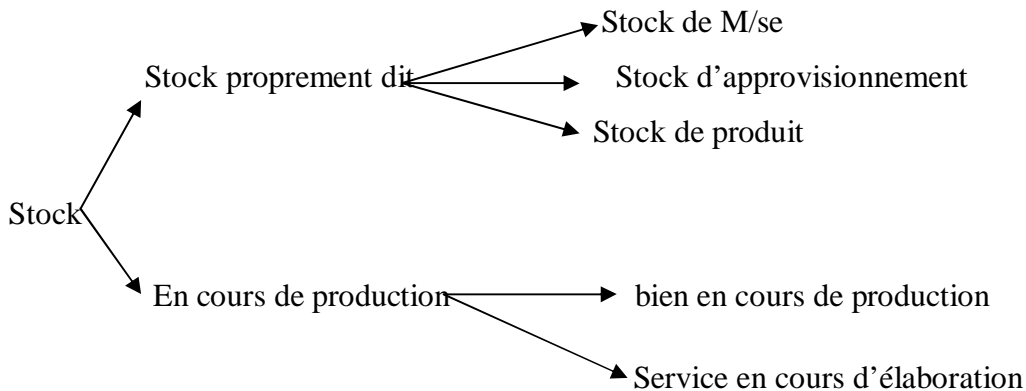 Stock de M/se
Stock proprement dit
Stock d’approvisionnement
Stock de produit
Stock
En cours de production
bien en cours de production
Service en cours d’élaboration